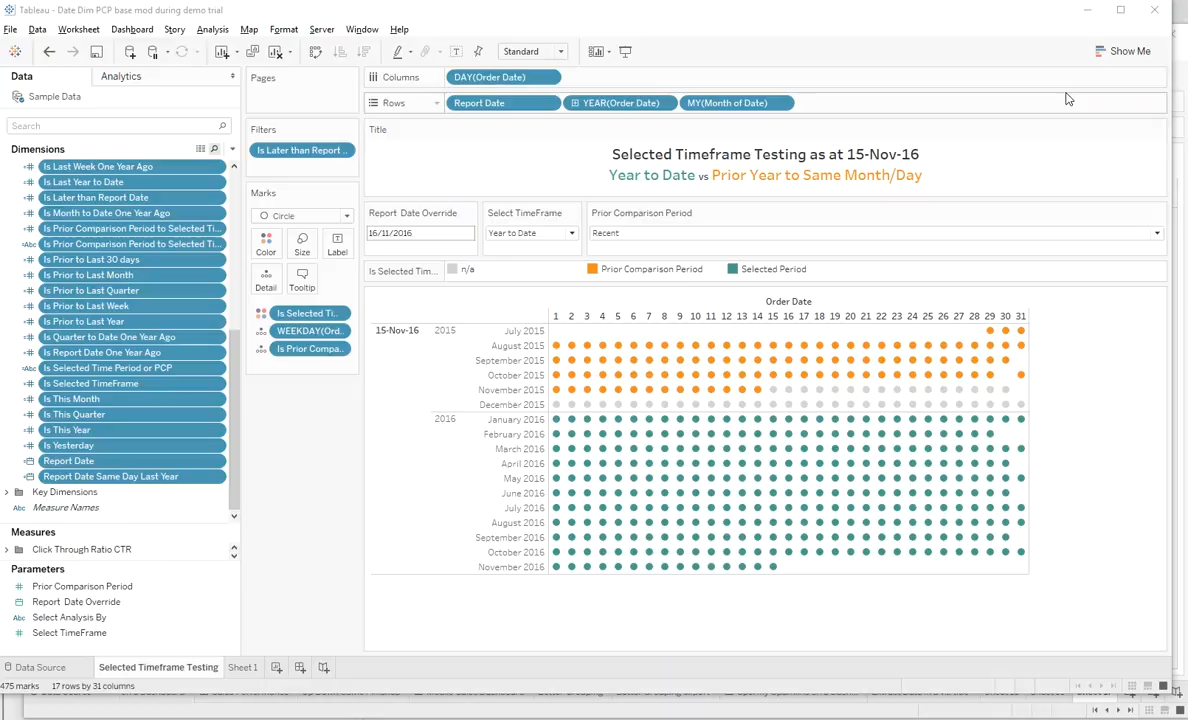 Tableau - Date Dim PCP base mod during demo trial
File Data Worksheet Dashboard Story Analysis Map Format Server Window Help
Standard
Show Me
Data
Analytics
Sample Data
Search
Dimensions
Is Last Week One Year Ago
Is Last Year to Date
Is Later than Report Date
Is Month to Date One Year Ago
Is Prior Comparison Period to Selected Ti...
Abc Is Prior Comparison Period to Selected Ti...
Is Prior to Last 30 days
Is Prior to Last Month
Is Prior to Last Quarter
Is Prior to Last Week
Is Prior to Last Year
Is Quarter to Date One Year Ago
Is Report Date One Year Ago
Abc Is Selected Time Period or PCP
Is Selected TimeFrame
Is This Month
Is This Quarter
Is This Year
Is Yesterday
Report Date
Report Date Same Day Last Year
Key Dimensions
Abc Measure Names
Measures
Click Through Ratio CTR
Parameters
Prior Comparison Period
Report Date Override
Abc Select Analysis By
Select TimeFrame
Pages
Filters
Is Later than Report ..
Marks
Circle
Color Size Label
Detail Tooltip
Is Selected Ti..
WEEKDAY(Ord..
Is Prior Compa..
Columns DAY(Order Date)
Rows Report Date YEAR(Order Date) MY(Month of Date)
Title
Selected Timeframe Testing as at 15-Nov-16
Year to Date vs Prior Year to Same Month/Day
Report Date Override
16/11/2016
Select TimeFrame
Year to Date
Prior Comparison Period
Recent
Is Selected Tim...
n/a
Prior Comparison Period
Selected Period
Order Date
1 2 3 4 5 6 7 8 9 10 11 12 13 14 15 16 17 18 19 20 21 22 23 24 25 26 27 28 29 30 31
15-Nov-16 2015 July 2015
August 2015
September 2015
October 2015
November 2015
December 2015
2016 January 2016
February 2016
March 2016
April 2016
May 2016
June 2016
July 2016
August 2016
September 2016
October 2016
November 2016
Data Source
Selected Timeframe Testing
Sheet 1
475 marks 17 rows by 31 columns